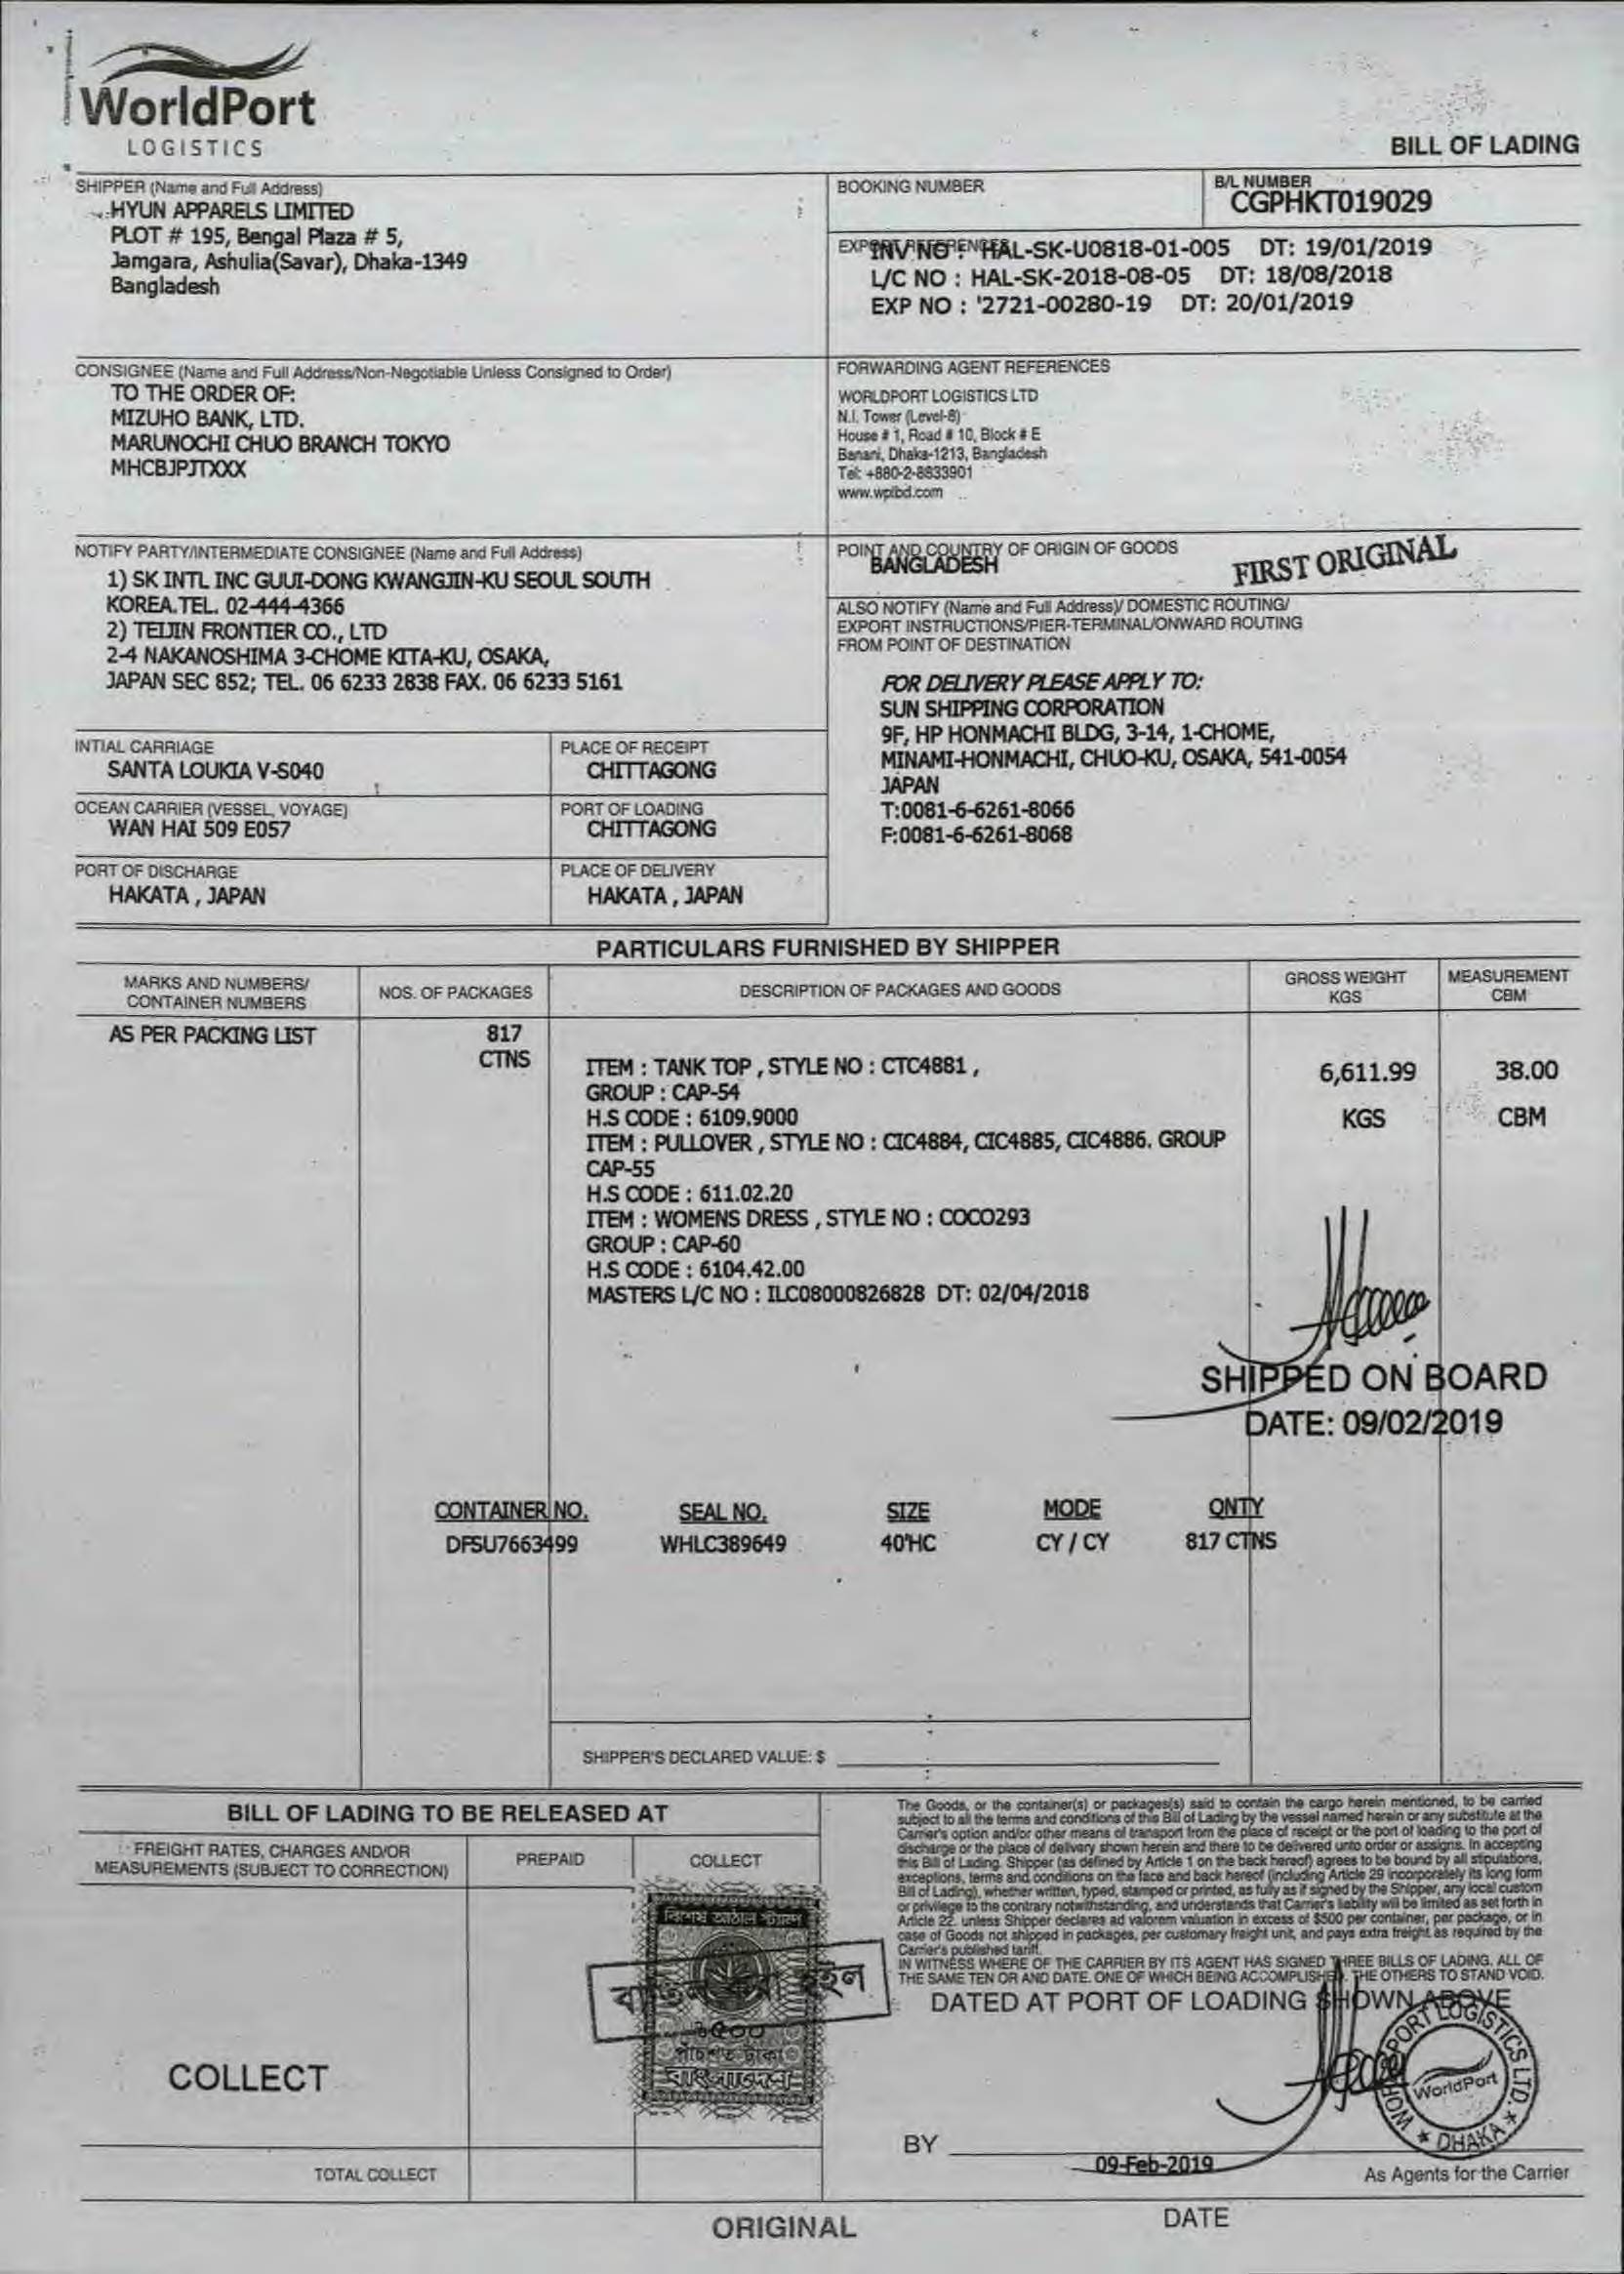 WorldPort
LOGISTICS
BILL OF LADING
SHIPPER (Name and Full Address)
HYUN APPARELS LIMITED
PLOT # 195, Bengal Plaza # 5,
Jamgara, Ashulia(Savar), Dhaka-1349
Bangladesh
BOOKING NUMBER
B/L NUMBER
CGPHKT019029
EXPORT REFERENCES
INV NO : HAL-SK-U0818-01-005 DT: 19/01/2019
L/C NO : HAL-SK-2018-08-05 DT: 18/08/2018
EXP NO : '2721-00280-19 DT: 20/01/2019
CONSIGNEE (Name and Full Address/Non-Negotiable Unless Consigned to Order)
TO THE ORDER OF:
MIZUHO BANK, LTD.
MARUNOCHI CHUO BRANCH TOKYO
MHCBJPJTXXX
FORWARDING AGENT REFERENCES
WORLDPORT LOGISTICS LTD
N.I. Tower (Level-8)
House # 1, Road # 10, Block # E
Banani, Dhaka-1213, Bangladesh
Tel: +880-2-8833901
www.wplbd.com
NOTIFY PARTY/INTERMEDIATE CONSIGNEE (Name and Full Address)
1) SK INTL INC GUUI-DONG KWANGJIN-KU SEOUL SOUTH
KOREA.TEL. 02-444-4366
2) TEIJIN FRONTIER CO., LTD
2-4 NAKANOSHIMA 3-CHOME KITA-KU, OSAKA,
JAPAN SEC 852; TEL. 06 6233 2838 FAX. 06 6233 5161
POINT AND COUNTRY OF ORIGIN OF GOODS
BANGLADESH
FIRST ORIGINAL
ALSO NOTIFY (Name and Full Address)/ DOMESTIC ROUTING/
EXPORT INSTRUCTIONS/PIER-TERMINAL/ONWARD ROUTING
FROM POINT OF DESTINATION
FOR DELIVERY PLEASE APPLY TO:
SUN SHIPPING CORPORATION
9F, HP HONMACHI BLDG, 3-14, 1-CHOME,
MINAMI-HONMACHI, CHUO-KU, OSAKA, 541-0054
JAPAN
T:0081-6-6261-8066
F:0081-6-6261-8068
INTIAL CARRIAGE
SANTA LOUKIA V-S040
PLACE OF RECEIPT
CHITTAGONG
OCEAN CARRIER (VESSEL, VOYAGE)
WAN HAI 509 E057
PORT OF LOADING
CHITTAGONG
PORT OF DISCHARGE
HAKATA , JAPAN
PLACE OF DELIVERY
HAKATA , JAPAN
PARTICULARS FURNISHED BY SHIPPER
MARKS AND NUMBERS/
CONTAINER NUMBERS
NOS. OF PACKAGES
DESCRIPTION OF PACKAGES AND GOODS
GROSS WEIGHT
KGS
MEASUREMENT
CBM
AS PER PACKING LIST
817
CTNS
ITEM : TANK TOP , STYLE NO : CTC4881 ,
GROUP : CAP-54
H.S CODE : 6109.9000
ITEM : PULLOVER , STYLE NO : CIC4884, CIC4885, CIC4886. GROUP
CAP-55
H.S CODE : 611.02.20
ITEM : WOMENS DRESS , STYLE NO : COCO293
GROUP : CAP-60
H.S CODE : 6104.42.00
MASTERS L/C NO : ILC08000826828 DT: 02/04/2018
6,611.99
KGS
38.00
CBM
SHIPPED ON BOARD
DATE: 09/02/2019
CONTAINER NO. SEAL NO. SIZE MODE QNTY
DFSU7663499 WHLC389649 40'HC CY / CY 817 CTNS
SHIPPER'S DECLARED VALUE: $
BILL OF LADING TO BE RELEASED AT
FREIGHT RATES, CHARGES AND/OR
MEASUREMENTS (SUBJECT TO CORRECTION)
PREPAID
COLLECT
COLLECT
TOTAL COLLECT
বিশেষ আঠাল স্ট্যাম্প
বাতিল করা হইল
৳৫০০
পাঁচশত টাকা
বাংলাদেশ
The Goods, or the container(s) or packages(s) said to contain the cargo herein mentioned, to be carried
subject to all the terms and conditions of this Bill of Lading by the vessel named herein or any substitute at the
Carrier's option and/or other means of transport from the place of receipt or the port of loading to the port of
discharge or the place of delivery shown herein and there to be delivered unto order or assigns. In accepting
this Bill of Lading. Shipper (as defined by Article 1 on the back hereof) agrees to be bound by all stipulations,
exceptions, terms and conditions on the face and back hereof (including Article 29 incorporately its long form
Bill of Lading), whether written, typed, stamped or printed, as fully as if signed by the Shipper, any local custom
or privilege to the contrary notwithstanding, and understands that Carrier's liability will be limited as set forth in
Article 22. unless Shipper declares ad valorem valuation in excess of $500 per container, per package, or in
case of Goods not shipped in packages, per customary freight unit, and pays extra freight as required by the
Carrier's published tariff.
IN WITNESS WHERE OF THE CARRIER BY ITS AGENT HAS SIGNED THREE BILLS OF LADING. ALL OF
THE SAME TEN OR AND DATE. ONE OF WHICH BEING ACCOMPLISHED. THE OTHERS TO STAND VOID.
DATED AT PORT OF LOADING SHOWN ABOVE
WORLDPORT LOGISTICS LTD.
WorldPort
★ DHAKA ★
BY
09-Feb-2019
As Agents for the Carrier
DATE
ORIGINAL